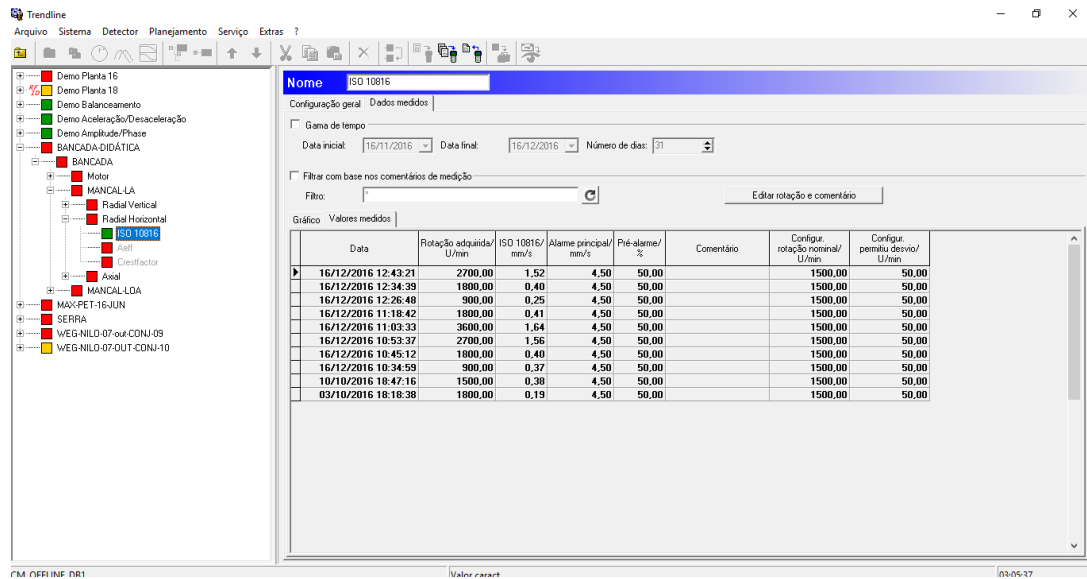 Trendline
Arquivo Sistema Detector Planejamento Serviço Extras ?
Demo Planta 16
Demo Planta 18
Demo Balanceamento
Demo Aceleração/Desaceleração
Demo Amplitude/Phase
BANCADA-DIDÁTICA
BANCADA
Motor
MANCAL-LA
Radial Vertical
Radial Horizontal
ISO 10816
Aeff
Crestfactor
Axial
MANCAL-LOA
MAX-PET-16-JUN
SERRA
WEG-NILO-07-out-CONJ-09
WEG-NILO-07-OUT-CONJ-10
Nome ISO 10816
Configuração geral Dados medidos
Gama de tempo
Data inicial: 16/11/2016 Data final: 16/12/2016 Número de dias: 31
Filtrar com base nos comentários de medição
Filtro: * Editar rotação e comentário
Gráfico Valores medidos
Data Rotação adquirida/ U/min ISO 10816/ mm/s Alarme principal/ mm/s Pré-alarme/ % Comentário Configur. rotação nominal/ U/min Configur. permitiu desvio/ U/min
16/12/2016 12:43:21 2700,00 1,52 4,50 50,00 1500,00 50,00
16/12/2016 12:34:39 1800,00 0,40 4,50 50,00 1500,00 50,00
16/12/2016 12:26:48 900,00 0,25 4,50 50,00 1500,00 50,00
16/12/2016 11:18:42 1800,00 0,41 4,50 50,00 1500,00 50,00
16/12/2016 11:03:33 3600,00 1,64 4,50 50,00 1500,00 50,00
16/12/2016 10:53:37 2700,00 1,56 4,50 50,00 1500,00 50,00
16/12/2016 10:45:12 1800,00 0,40 4,50 50,00 1500,00 50,00
16/12/2016 10:34:59 900,00 0,37 4,50 50,00 1500,00 50,00
10/10/2016 18:47:16 1500,00 0,38 4,50 50,00 1500,00 50,00
03/10/2016 18:18:38 1800,00 0,19 4,50 50,00 1500,00 50,00
CM_OFFLINE_DB1 Valor caract. 03:05:37